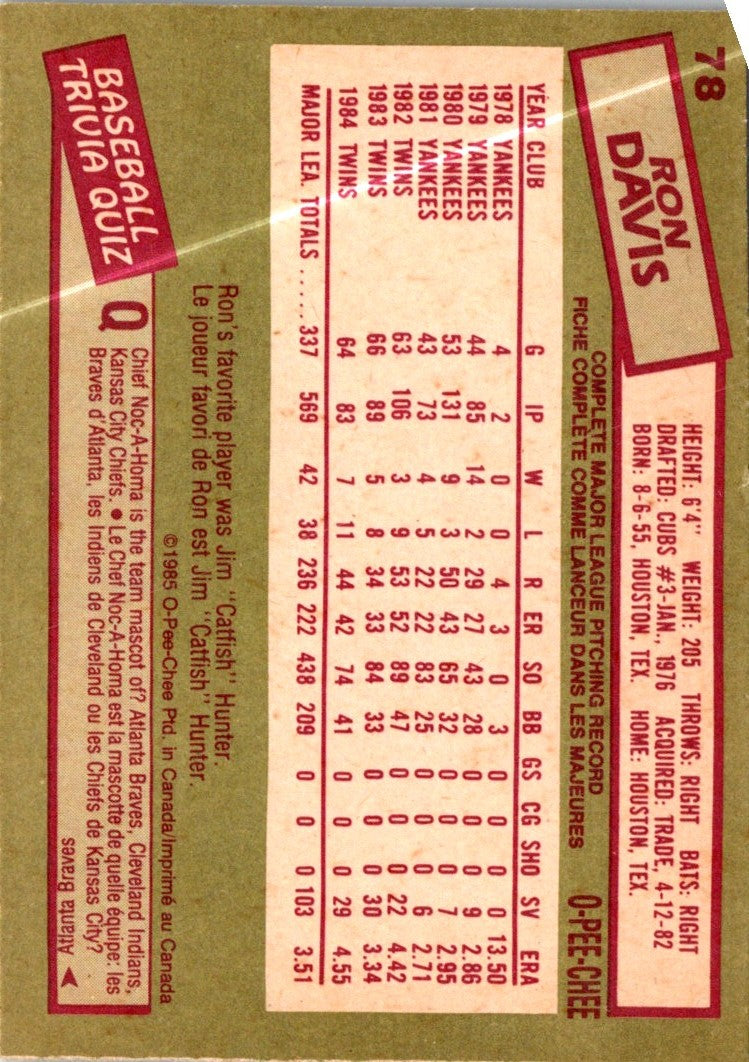 78
RON
DAVIS
HEIGHT: 6'4" WEIGHT: 205 THROWS: RIGHT BATS: RIGHT
DRAFTED: CUBS #3-JAN., 1976 ACQUIRED: TRADE, 4-12-82
BORN: 8-6-55, HOUSTON, TEX. HOME: HOUSTON, TEX.
COMPLETE MAJOR LEAGUE PITCHING RECORD
FICHE COMPLÈTE COMME LANCEUR DANS LES MAJEURES
O-PEE-CHEE
YEAR CLUB G IP W L R ER SO BB GS CG SHO SV ERA
1978 YANKEES 4 2 0 0 4 3 0 3 0 0 0 0 13.50
1979 YANKEES 44 85 14 2 29 27 43 28 0 0 0 9 2.86
1980 YANKEES 53 131 9 3 50 43 65 32 0 0 0 7 2.95
1981 YANKEES 43 73 4 5 22 22 83 25 0 0 0 6 2.71
1982 TWINS 63 106 3 9 53 52 89 47 0 0 0 22 4.42
1983 TWINS 66 89 5 8 34 33 84 33 0 0 0 30 3.34
1984 TWINS 64 83 7 11 44 42 74 41 0 0 0 29 4.55
MAJOR LEA. TOTALS ..... 337 569 42 38 236 222 438 209 0 0 0 103 3.51
Ron's favorite player was Jim "Catfish" Hunter.
Le joueur favori de Ron est Jim "Catfish" Hunter.
©1985 O-Pee-Chee Ptd. in Canada/Imprimé au Canada
BASEBALL
TRIVIA QUIZ
Q
Chief Noc-A-Homa is the team mascot of? Atlanta Braves, Cleveland Indians,
Kansas City Chiefs. ● Le Chef Noc-A-Homa est la mascotte de quelle équipe: les
Braves d'Atlanta, les Indiens de Cleveland ou les Chiefs de Kansas City?
Atlanta Braves